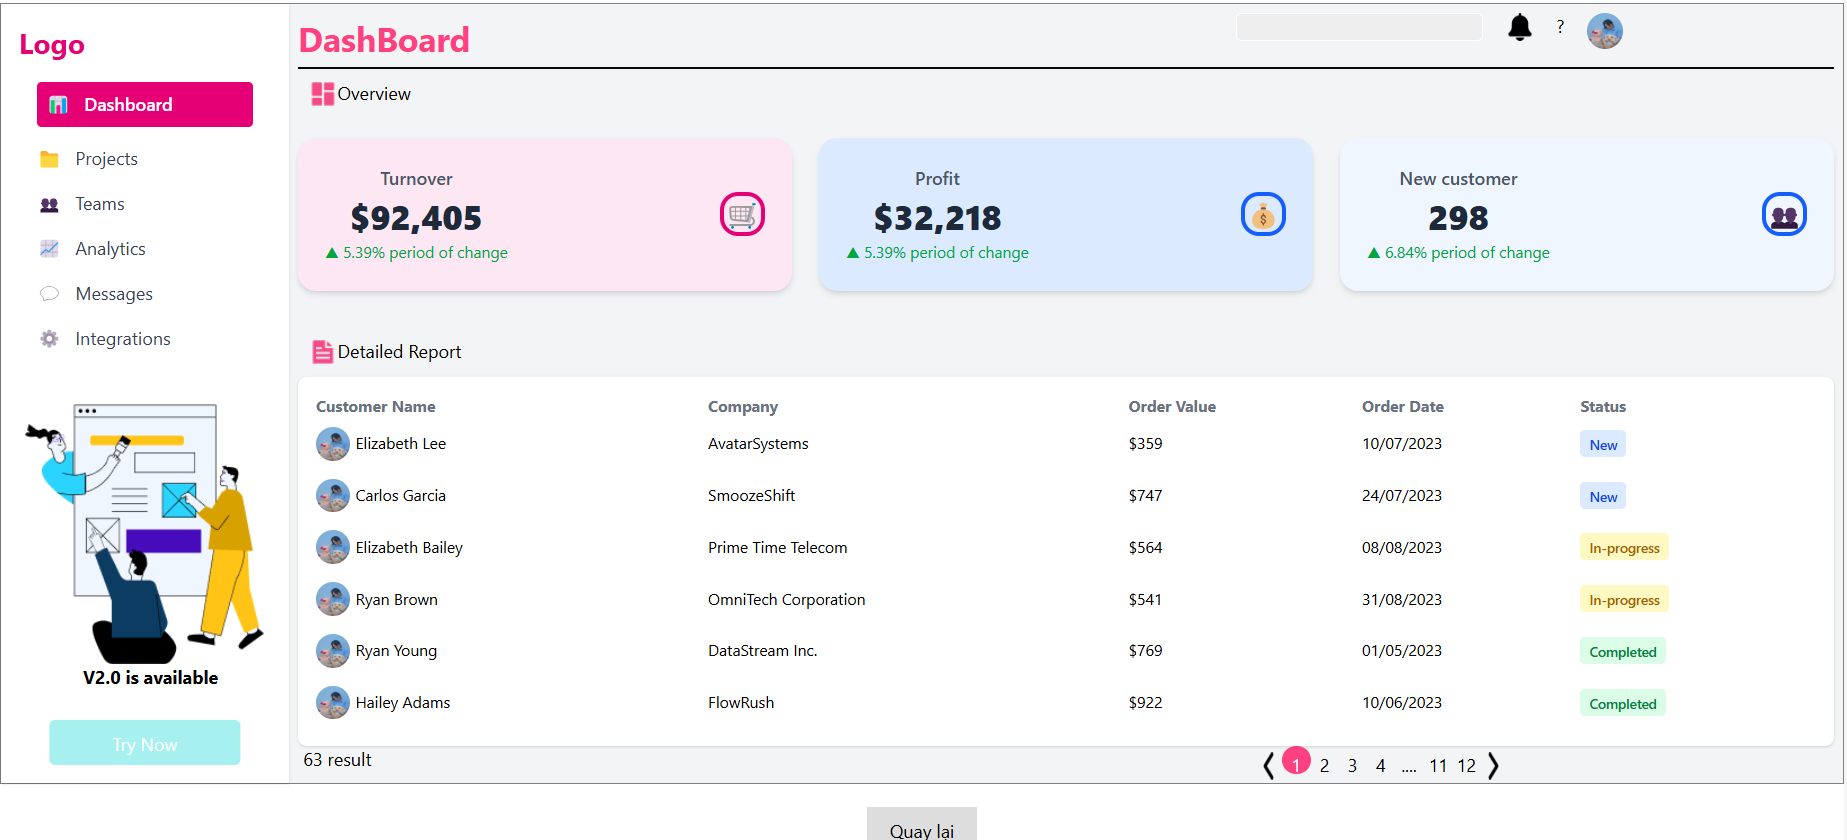 Logo
Dashboard
Projects
Teams
Analytics
Messages
Integrations
V2.0 is available
Try Now
DashBoard
?
Overview
Turnover
$92,405
▲ 5.39% period of change
Profit
$32,218
▲ 5.39% period of change
New customer
298
▲ 6.84% period of change
Detailed Report
Customer Name Company Order Value Order Date Status
Elizabeth Lee AvatarSystems $359 10/07/2023 New
Carlos Garcia SmoozeShift $747 24/07/2023 New
Elizabeth Bailey Prime Time Telecom $564 08/08/2023 In-progress
Ryan Brown OmniTech Corporation $541 31/08/2023 In-progress
Ryan Young DataStream Inc. $769 01/05/2023 Completed
Hailey Adams FlowRush $922 10/06/2023 Completed
63 result
❮ 1 2 3 4 .... 11 12 ❯
Quay lại